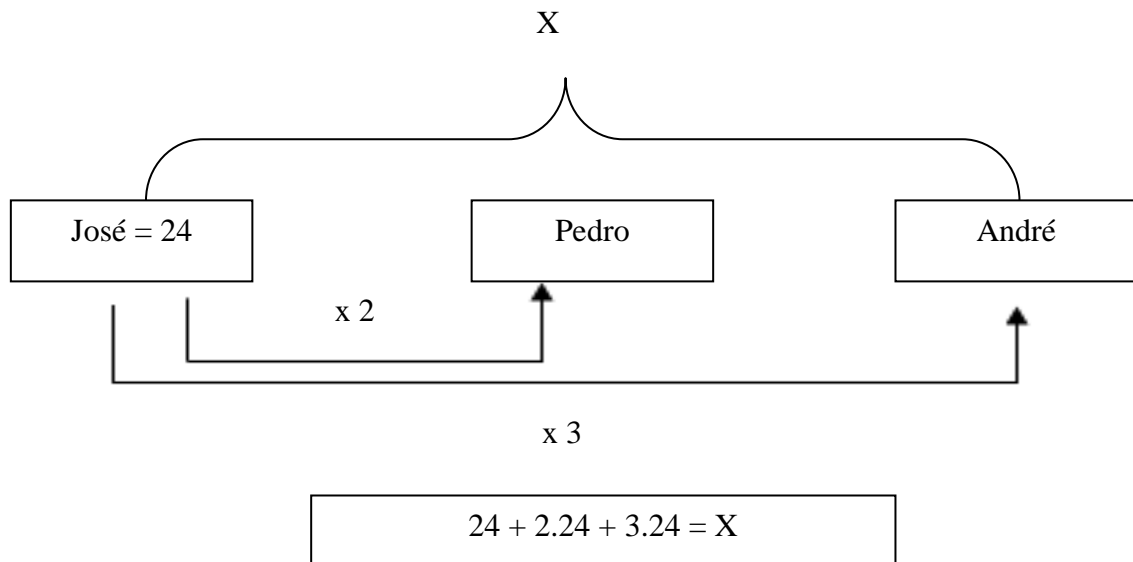 X
José = 24
Pedro
André
x 2
x 3
24 + 2.24 + 3.24 = X